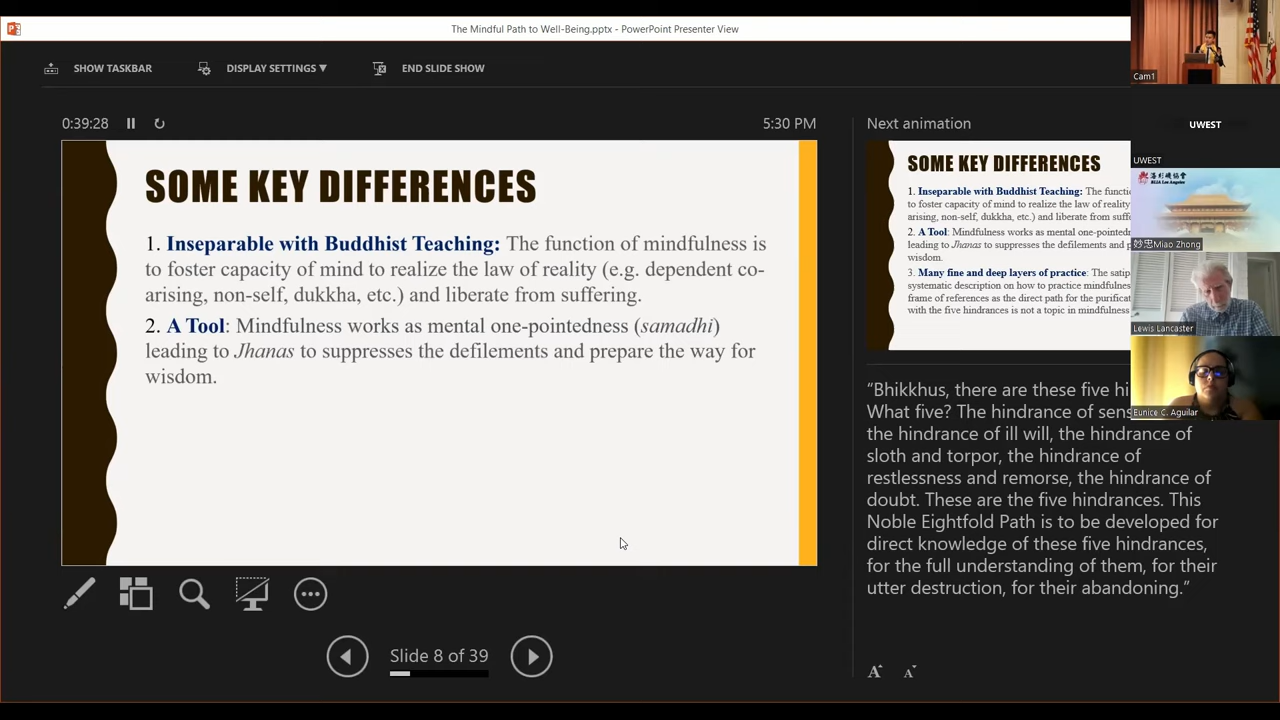 The Mindful Path to Well-Being.pptx - PowerPoint Presenter View
SHOW TASKBAR
DISPLAY SETTINGS ▼
END SLIDE SHOW
0:39:28
5:30 PM
SOME KEY DIFFERENCES
1. Inseparable with Buddhist Teaching: The function of mindfulness is
to foster capacity of mind to realize the law of reality (e.g. dependent co-
arising, non-self, dukkha, etc.) and liberate from suffering.
2. A Tool: Mindfulness works as mental one-pointedness (samadhi)
leading to Jhanas to suppresses the defilements and prepare the way for
wisdom.
Slide 8 of 39
Next animation
SOME KEY DIFFERENCES
1. Inseparable with Buddhist Teaching: The
to foster capacity of mind to realize the law of reality
arising, non-self, dukkha, etc.) and liberate from
2. A Tool: Mindfulness works as mental
leading to Jhanas to suppresses the defilements and
wisdom.
3. Many fine and deep layers of practice: The
systematic description on how to practice
frame of references as the direct path for the
with the five hindrances is not a topic in mindfulness
"Bhikkhus, there are these five
What five? The hindrance of
the hindrance of ill will, the hindrance of
sloth and torpor, the hindrance of
restlessness and remorse, the hindrance of
doubt. These are the five hindrances. This
Noble Eightfold Path is to be developed for
direct knowledge of these five hindrances,
for the full understanding of them, for their
utter destruction, for their abandoning."
A A
Cam1
UWEST
UWEST
BLIA Los Angeles
妙忠Miao Zhong
Lewis Lancaster
Eunice C. Aguilar